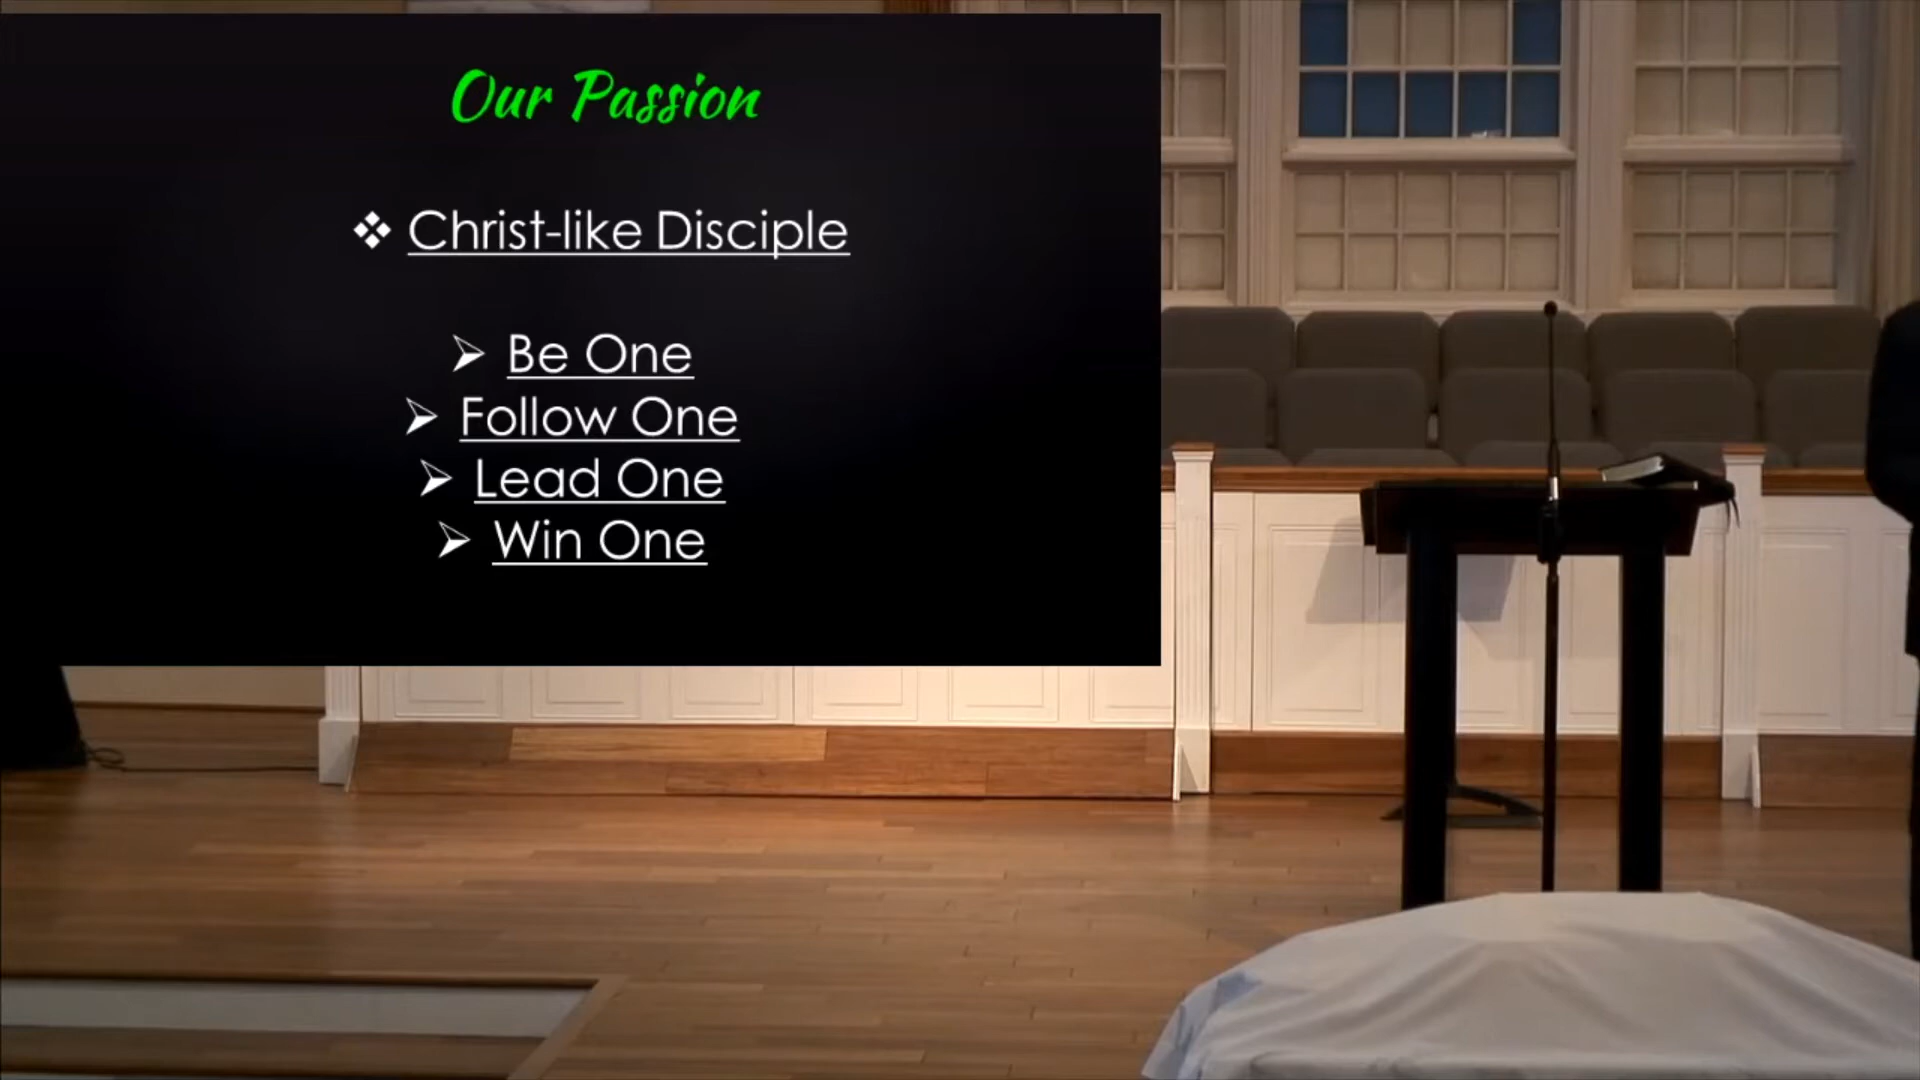 Our Passion
❖ Christ-like Disciple
➢ Be One
➢ Follow One
➢ Lead One
➢ Win One